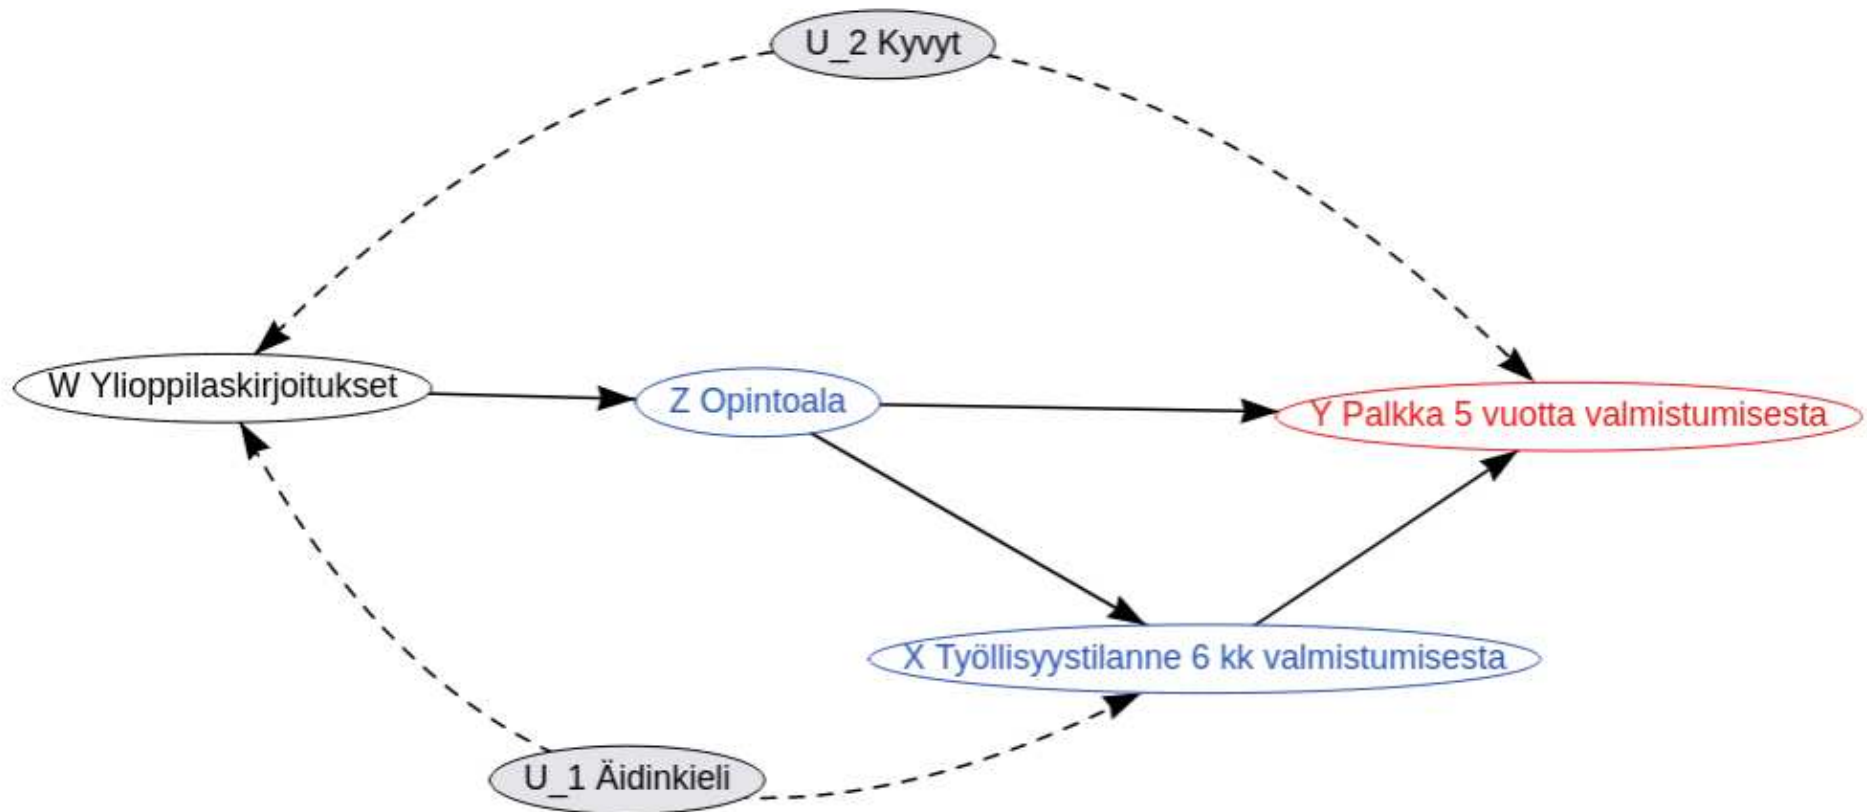 U_2 Kyvyt
W Ylioppilaskirjoitukset
Z Opintoala
Y Palkka 5 vuotta valmistumisesta
X Työllisyystilanne 6 kk valmistumisesta
U_1 Äidinkieli